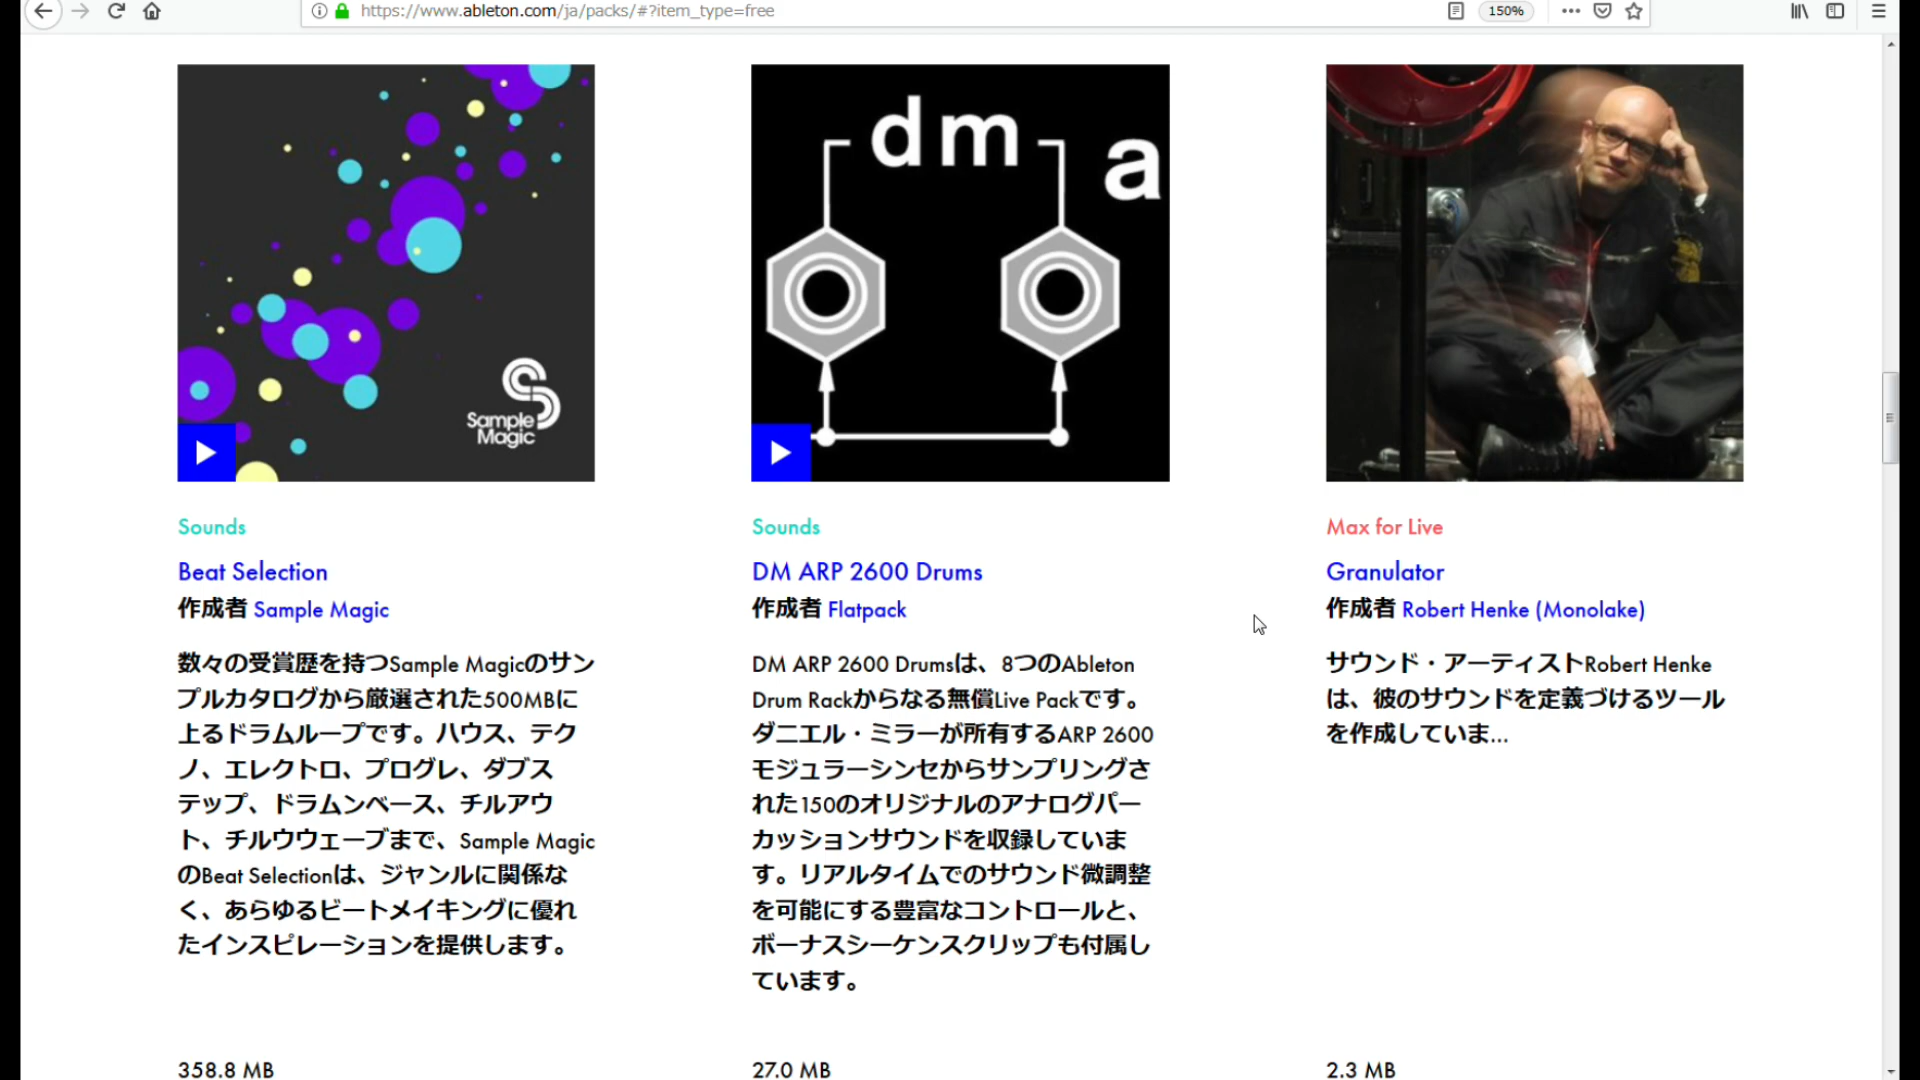 https://www.ableton.com/ja/packs/#?item_type=free
150%
Sample
Magic
dm
a
Sounds
Beat Selection
作成者 Sample Magic
数々の受賞歴を持つSample Magicのサン
プルカタログから厳選された500MBに
上るドラムループです。ハウス、テク
ノ、エレクトロ、プログレ、ダブス
テップ、ドラムンベース、チルアウ
ト、チルウウェーブまで、Sample Magic
のBeat Selectionは、ジャンルに関係な
く、あらゆるビートメイキングに優れ
たインスピレーションを提供します。
358.8 MB
Sounds
DM ARP 2600 Drums
作成者 Flatpack
DM ARP 2600 Drumsは、8つのAbleton
Drum Rackからなる無償Live Packです。
ダニエル・ミラーが所有するARP 2600
モジュラーシンセからサンプリングさ
れた150のオリジナルのアナログパー
カッションサウンドを収録していま
す。リアルタイムでのサウンド微調整
を可能にする豊富なコントロールと、
ボーナスシーケンスクリップも付属し
ています。
27.0 MB
Max for Live
Granulator
作成者 Robert Henke (Monolake)
サウンド・アーティストRobert Henke
は、彼のサウンドを定義づけるツール
を作成していま...
2.3 MB